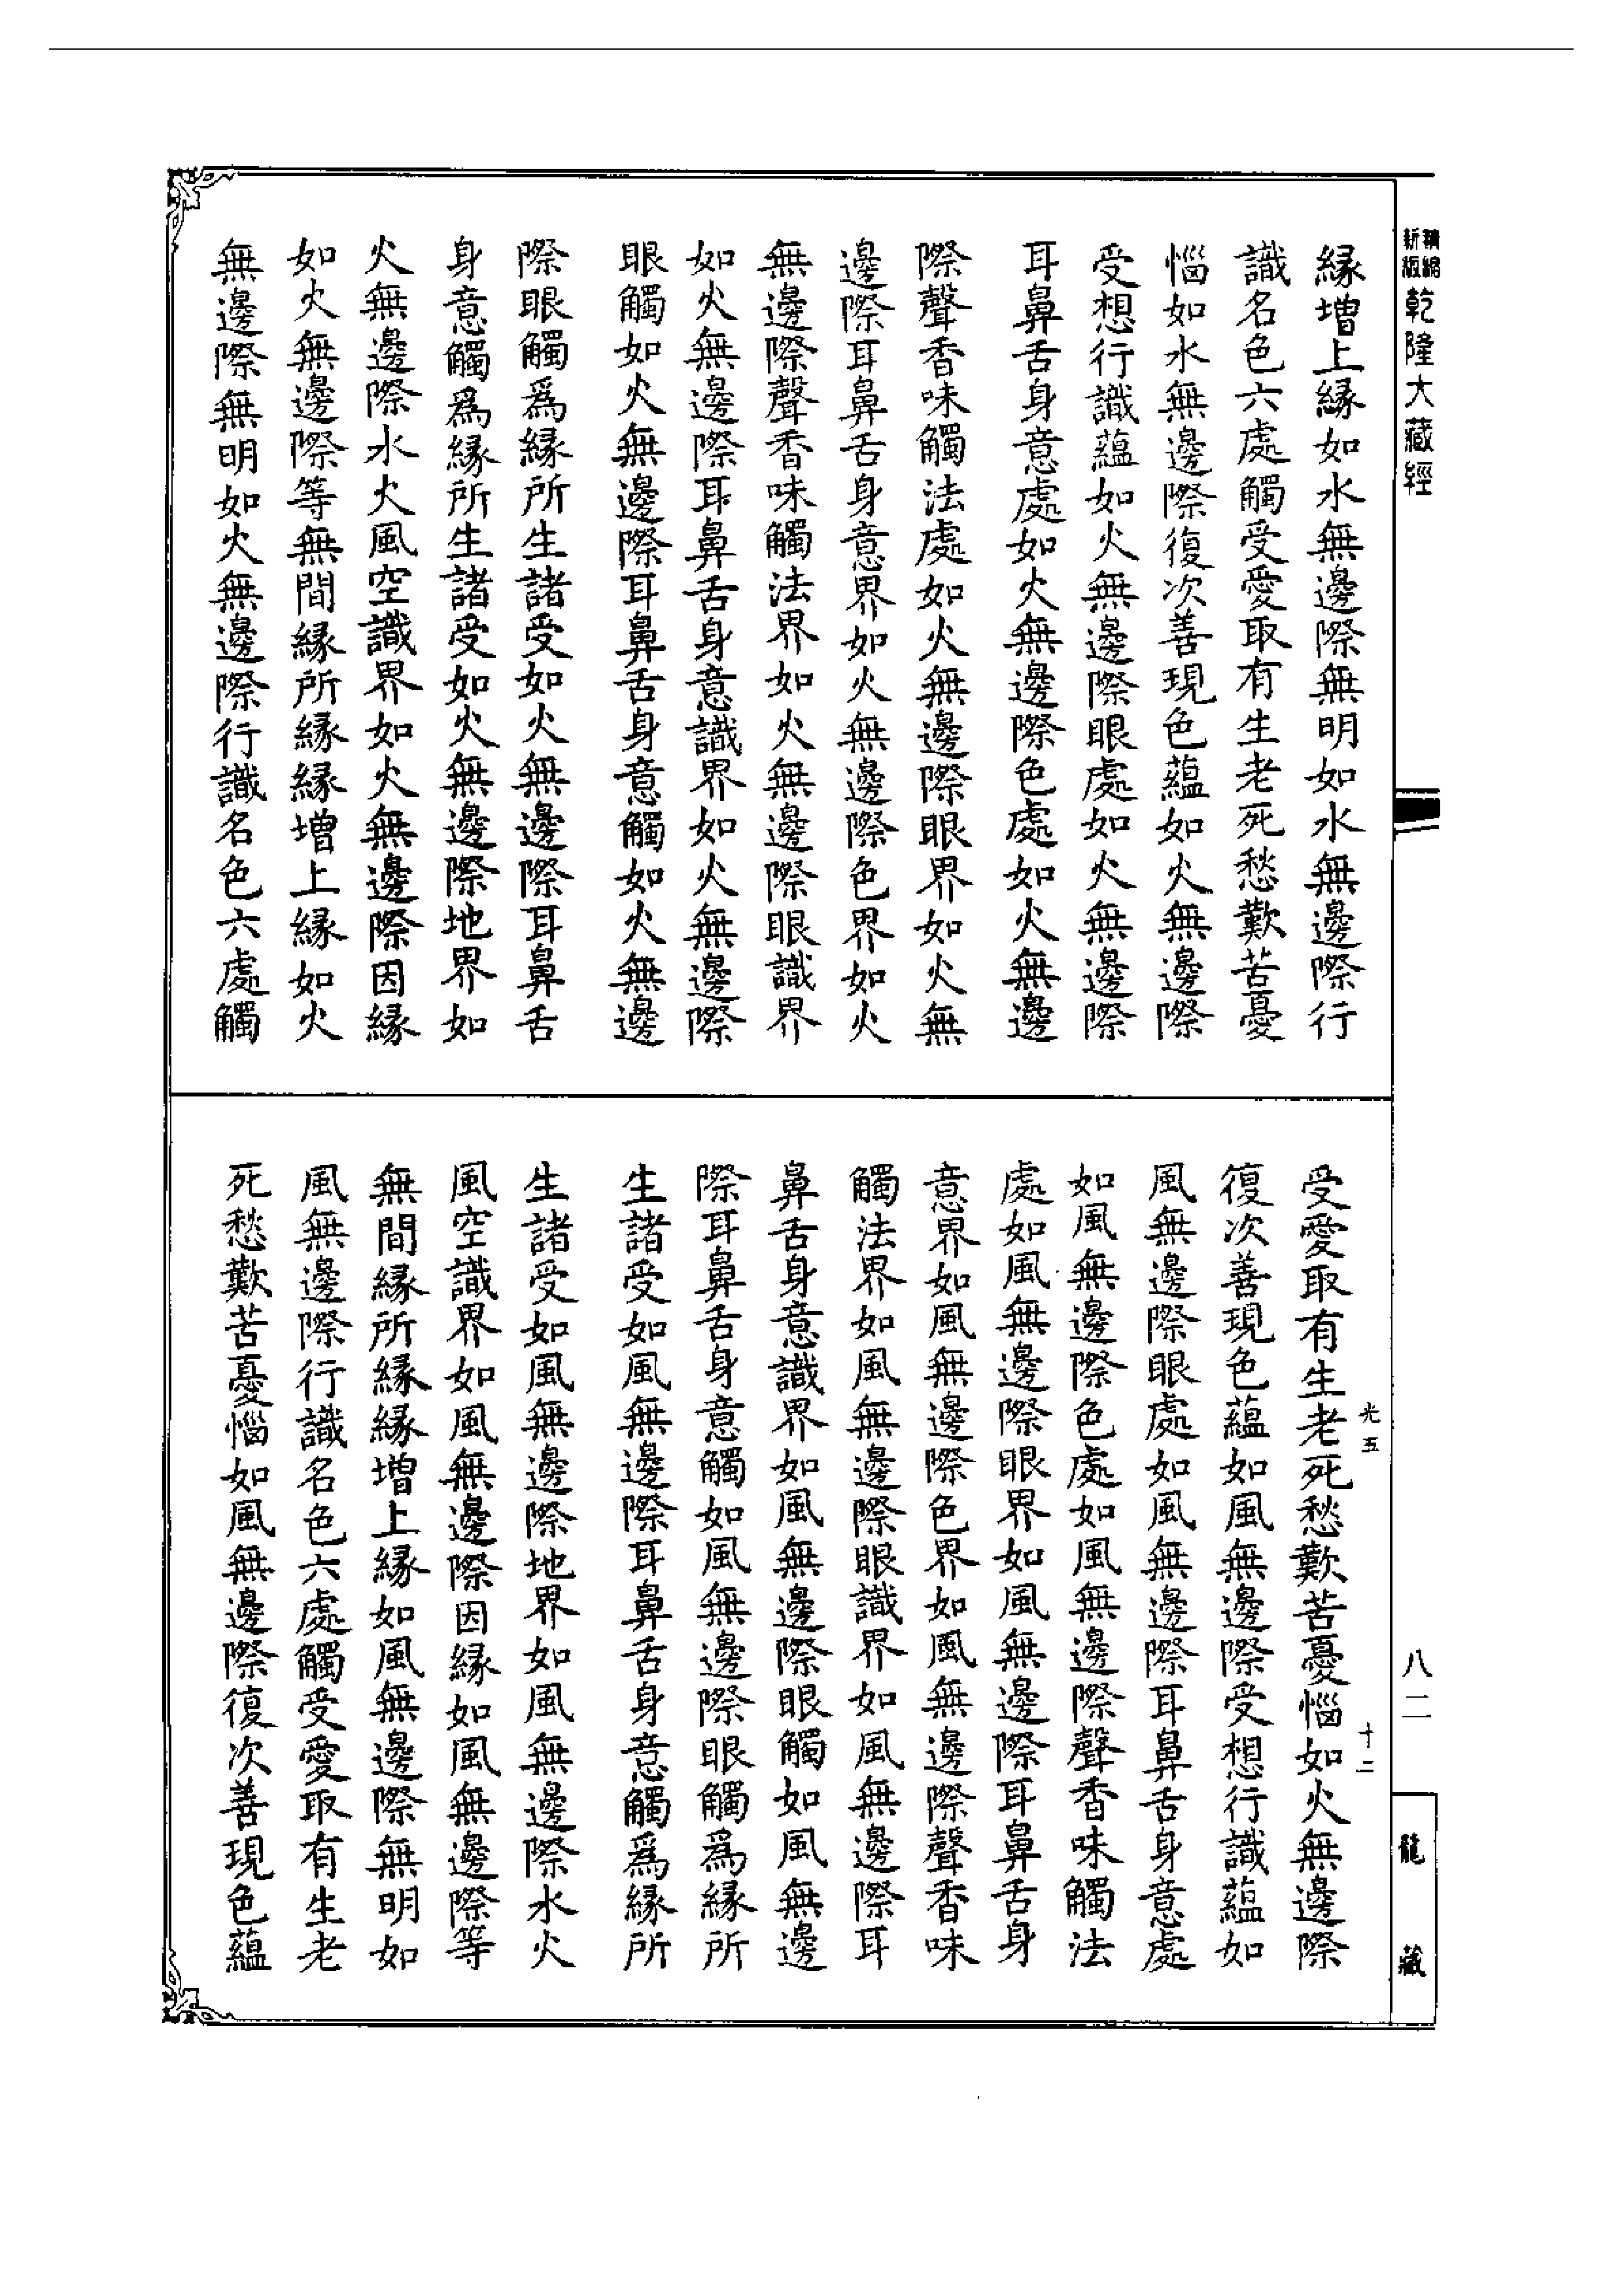 新版精縮乾隆大藏經
緣增上緣如水無邊際無明如水無邊際行
識名色六處觸受愛取有生老死愁歎苦憂
惱如水無邊際復次善現色蘊如火無邊際
受想行識蘊如火無邊際眼處如火無邊際
耳鼻舌身意處如火無邊際色處如火無邊
際聲香味觸法處如火無邊際眼界如火無
邊際耳鼻舌身意界如火無邊際色界如火
無邊際聲香味觸法界如火無邊際眼識界
如火無邊際耳鼻舌身意識界如火無邊際
眼觸如火無邊際耳鼻舌身意觸如火無邊
際眼觸爲緣所生諸受如火無邊際耳鼻舌
身意觸爲緣所生諸受如火無邊際地界如
火無邊際水火風空識界如火無邊際因緣
如火無邊際等無間緣所緣緣增上緣如火
無邊際無明如火無邊際行識名色六處觸
受愛取有生老死愁歎苦憂惱如火無邊際
復次善現色蘊如風無邊際受想行識蘊如
風無邊際眼處如風無邊際耳鼻舌身意處
如風無邊際色處如風無邊際聲香味觸法
處如風無邊際眼界如風無邊際耳鼻舌身
意界如風無邊際色界如風無邊際聲香味
觸法界如風無邊際眼識界如風無邊際耳
鼻舌身意識界如風無邊際眼觸如風無邊
際耳鼻舌身意觸如風無邊際眼觸爲緣所
生諸受如風無邊際耳鼻舌身意觸爲緣所
生諸受如風無邊際地界如風無邊際水火
風空識界如風無邊際因緣如風無邊際等
無間緣所緣緣增上緣如風無邊際無明如
風無邊際行識名色六處觸受愛取有生老
死愁歎苦憂惱如風無邊際復次善現色蘊
光五
十二
八二
龍藏